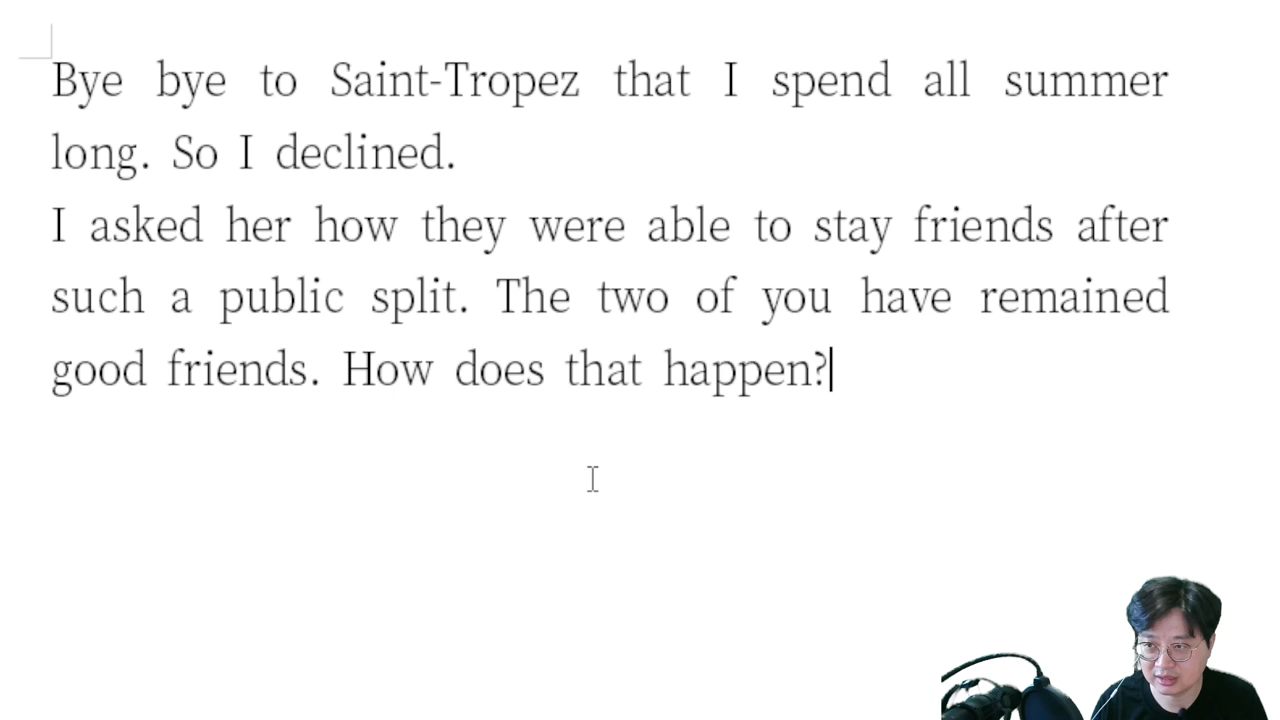 Bye bye to Saint-Tropez that I spend all summer
long. So I declined.
I asked her how they were able to stay friends after
such a public split. The two of you have remained
good friends. How does that happen?